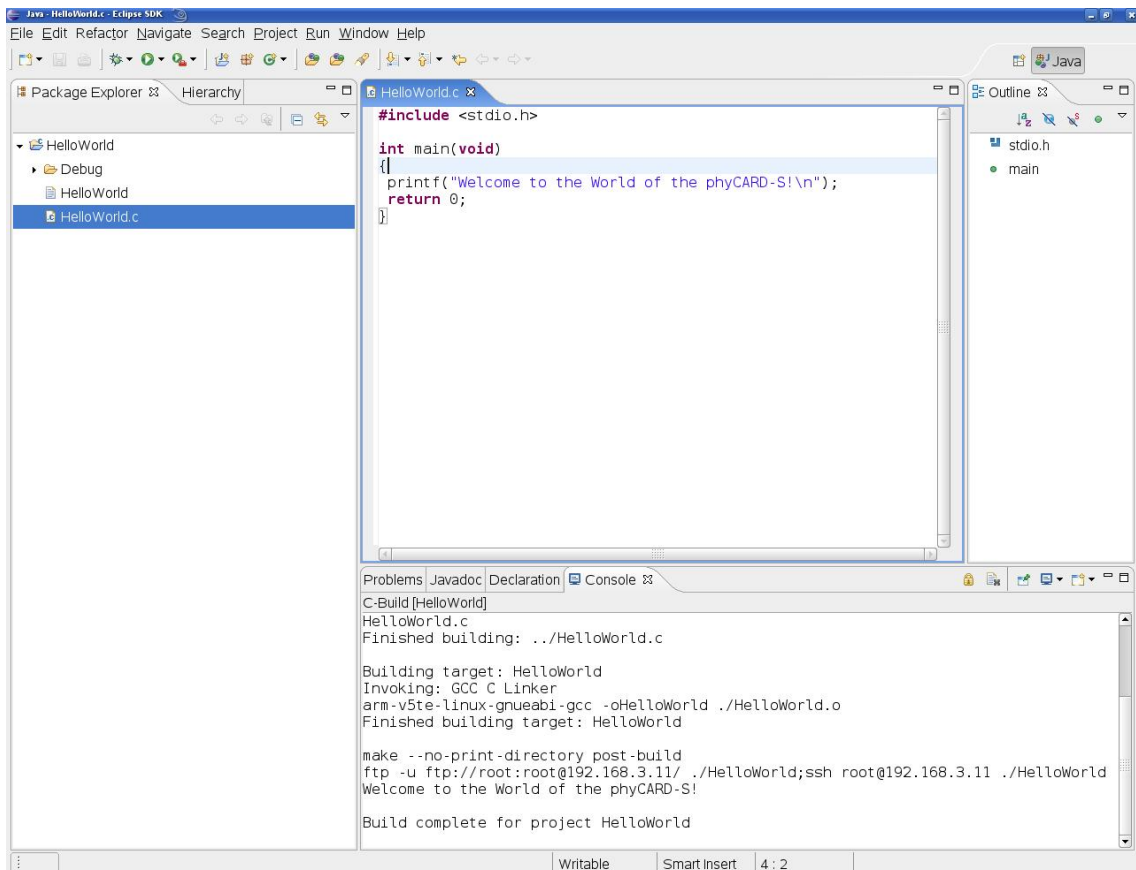 Java - HelloWorld.c - Eclipse SDK
File Edit Refactor Navigate Search Project Run Window Help
Java
Package Explorer Hierarchy
HelloWorld
Debug
HelloWorld
HelloWorld.c
HelloWorld.c
#include <stdio.h>
int main(void)
{
printf("Welcome to the World of the phyCARD-S!\n");
return 0;
}
Outline
stdio.h
main
Problems Javadoc Declaration Console
C-Build [HelloWorld]
HelloWorld.c
Finished building: ../HelloWorld.c
Building target: HelloWorld
Invoking: GCC C Linker
arm-v5te-linux-gnueabi-gcc -oHelloWorld ./HelloWorld.o
Finished building target: HelloWorld
make --no-print-directory post-build
ftp -u ftp://root:root@192.168.3.11/ ./HelloWorld;ssh root@192.168.3.11 ./HelloWorld
Welcome to the World of the phyCARD-S!
Build complete for project HelloWorld
Writable Smart Insert 4 : 2